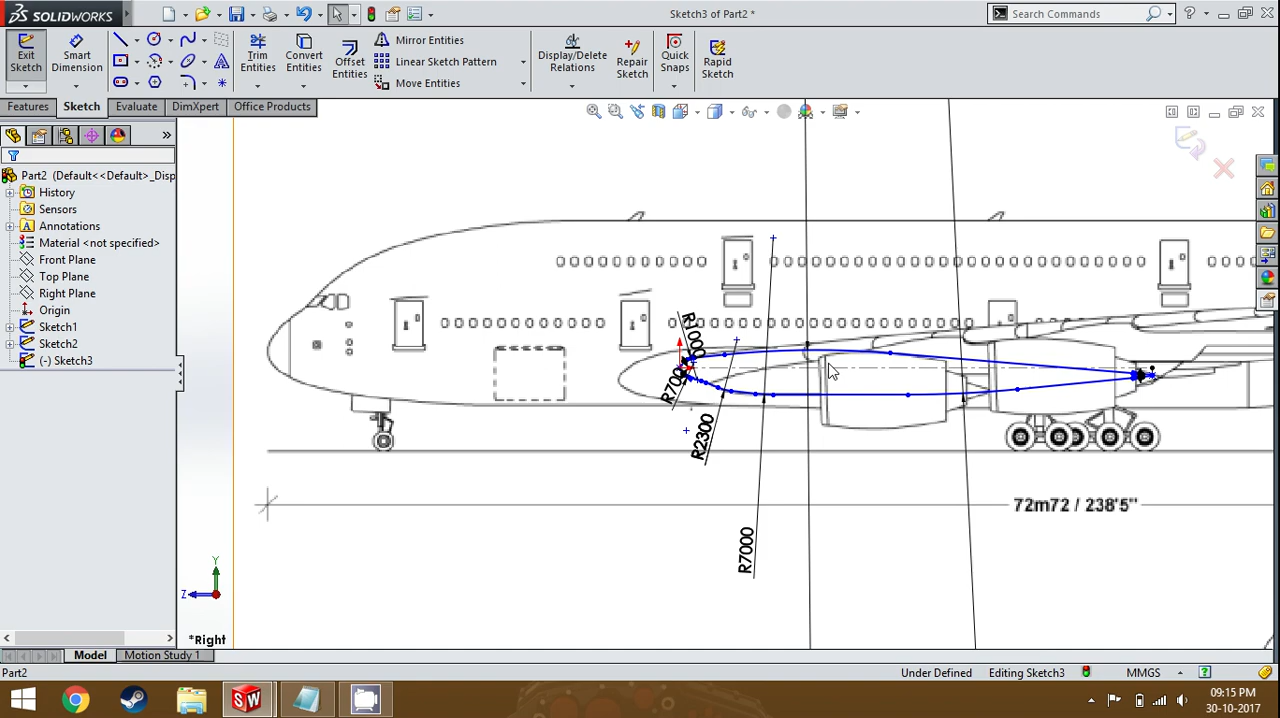 SOLIDWORKS
Sketch3 of Part2 *
Search Commands
Exit Sketch
Smart Dimension
Trim Entities
Convert Entities
Offset Entities
Mirror Entities
Linear Sketch Pattern
Move Entities
Display/Delete Relations
Repair Sketch
Quick Snaps
Rapid Sketch
Features
Sketch
Evaluate
DimXpert
Office Products
Part2 (Default<<Default>_Disp
History
Sensors
Annotations
Material <not specified>
Front Plane
Top Plane
Right Plane
Origin
Sketch1
Sketch2
(-) Sketch3
R1000
R700
R2300
R7000
72m72 / 238'5"
Y
Z
*Right
Model
Motion Study 1
Part2
Under Defined
Editing Sketch3
MMGS
09:15 PM
30-10-2017